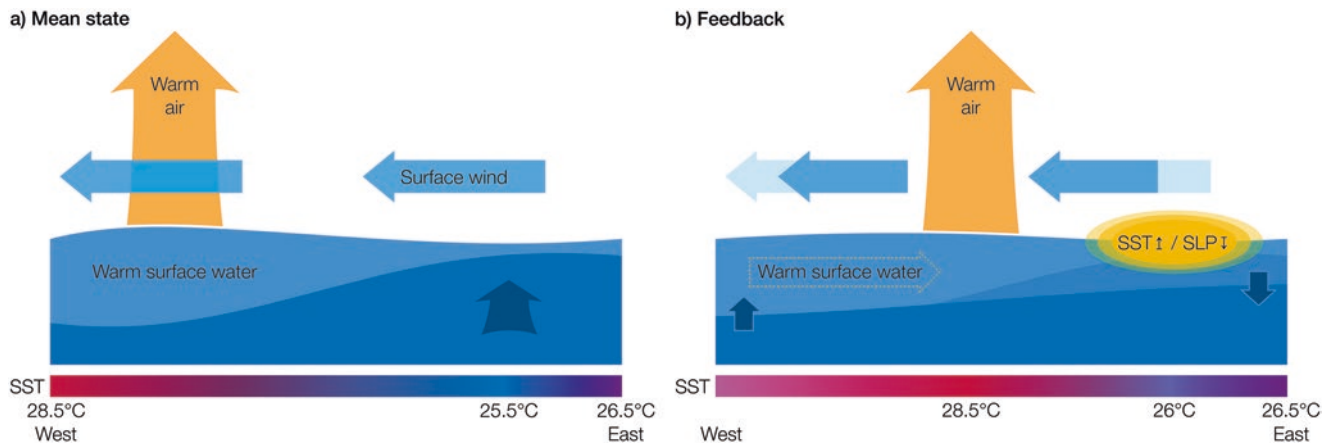 a) Mean state
Warm
air
Surface wind
Warm surface water
SST
28.5°C
25.5°C
26.5°C
West
East
b) Feedback
Warm
air
SST↥ / SLP↧
Warm surface water
SST
28.5°C
26°C
26.5°C
West
East